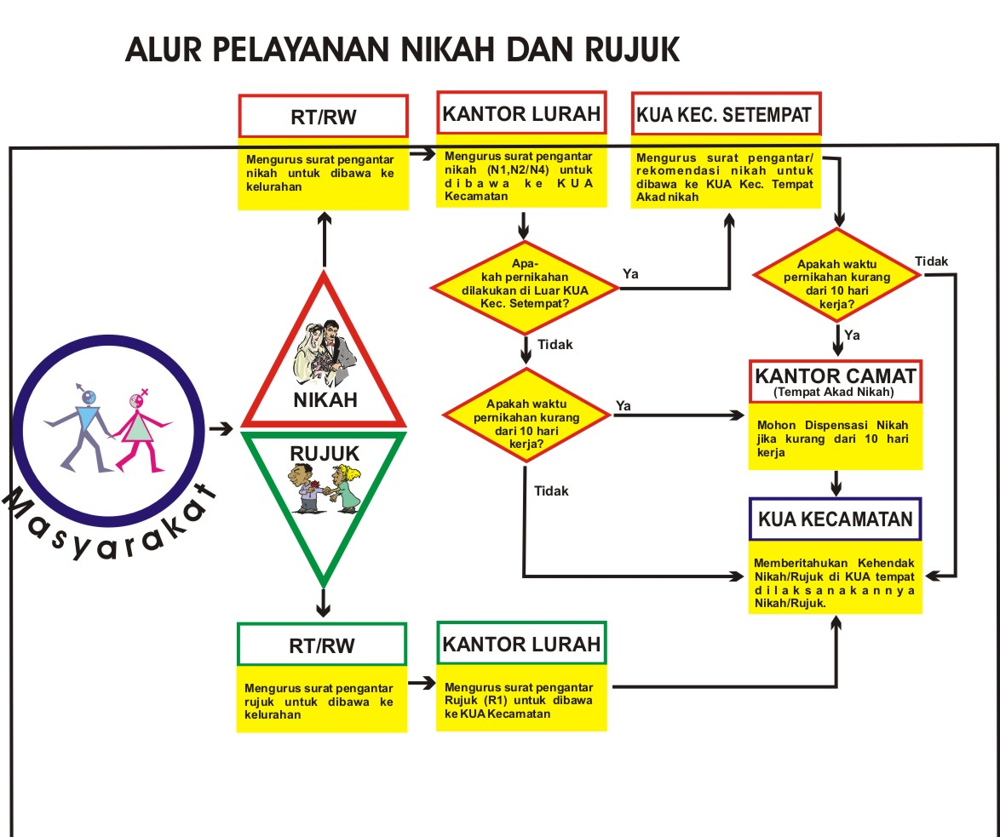 ALUR PELAYANAN NIKAH DAN RUJUK
RT/RW
Mengurus surat pengantar
nikah untuk dibawa ke
kelurahan
KANTOR LURAH
Mengurus surat pengantar
nikah (N1,N2/N4) untuk
dibawa ke KUA
Kecamatan
KUA KEC. SETEMPAT
Mengurus surat pengantar/
rekomendasi nikah untuk
dibawa ke KUA Kec. Tempat
Akad nikah
Apa-
kah pernikahan
dilakukan di Luar KUA
Kec. Setempat?
Ya
Tidak
Apakah waktu
pernikahan kurang
dari 10 hari
kerja?
Tidak
Ya
Apakah waktu
pernikahan kurang
dari 10 hari
kerja?
Ya
Tidak
KANTOR CAMAT
(Tempat Akad Nikah)
Mohon Dispensasi Nikah
jika kurang dari 10 hari
kerja
KUA KECAMATAN
Memberitahukan Kehendak
Nikah/Rujuk di KUA tempat
dilaksanakannya
Nikah/Rujuk.
NIKAH
RUJUK
Masyarakat
RT/RW
Mengurus surat pengantar
rujuk untuk dibawa ke
kelurahan
KANTOR LURAH
Mengurus surat pengantar
Rujuk (R1) untuk dibawa
ke KUA Kecamatan